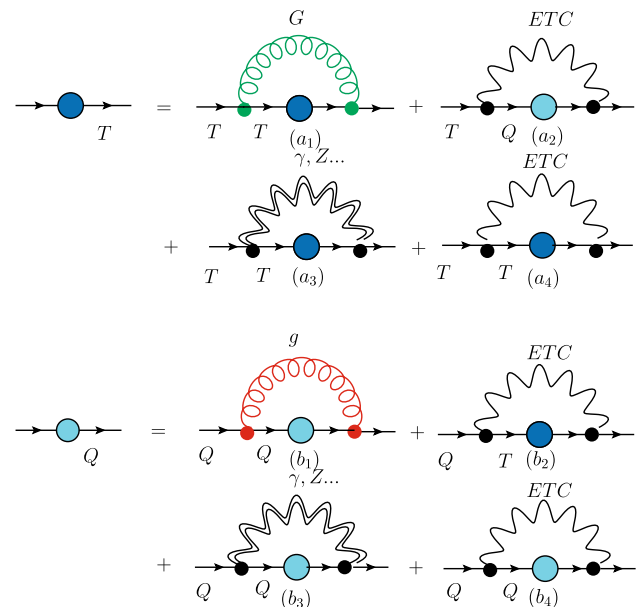 G ETC
= +
T T T (a₁) T Q (a₂)
γ, Z... ETC
+ +
T T (a₃) T T (a₄)
g ETC
= +
Q Q Q (b₁) Q T (b₂)
γ, Z... ETC
+ +
Q Q (b₃) Q Q (b₄)